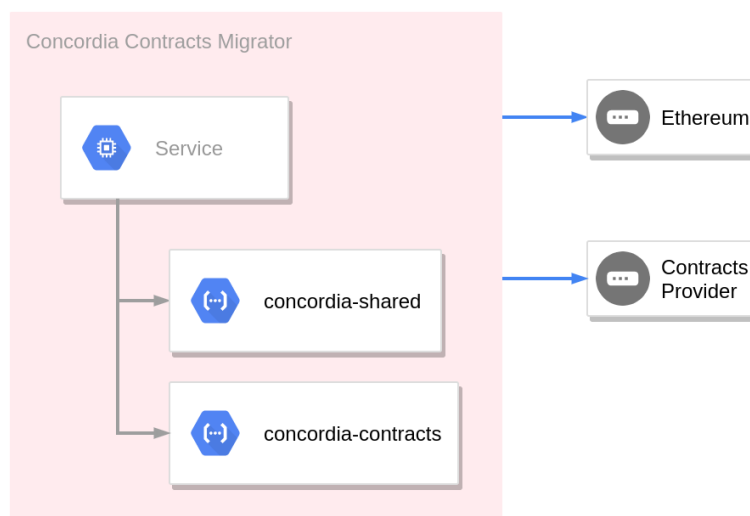 Concordia Contracts Migrator
Service
Ethereum
concordia-shared
Contracts
Provider
concordia-contracts